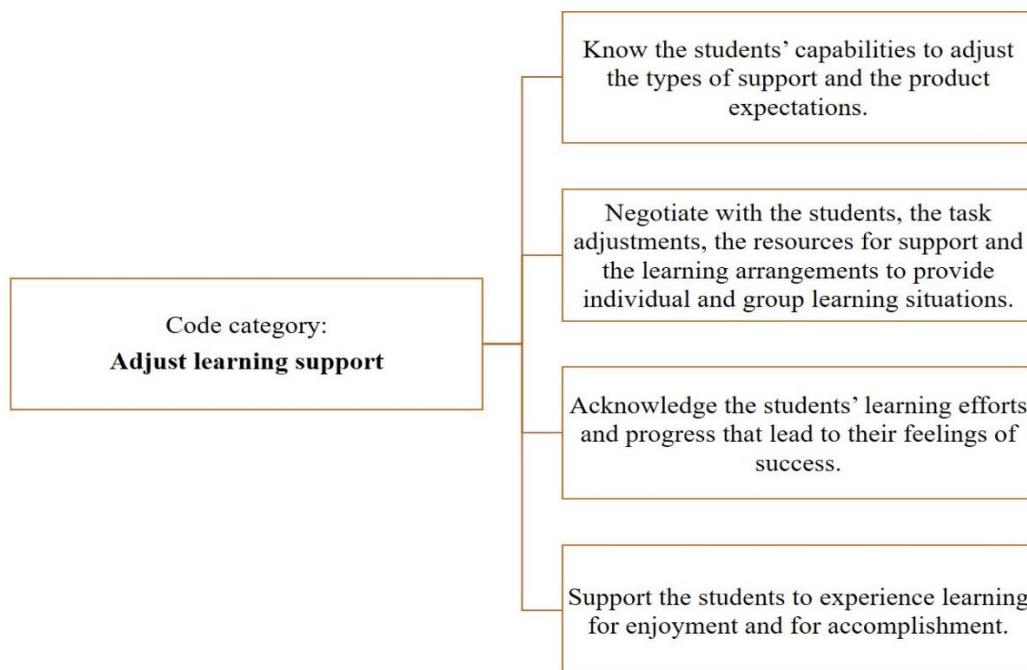 Know the students’ capabilities to adjust
the types of support and the product
expectations.
Negotiate with the students, the task
adjustments, the resources for support and
the learning arrangements to provide
individual and group learning situations.
Code category:
Adjust learning support
Acknowledge the students’ learning efforts
and progress that lead to their feelings of
success.
Support the students to experience learning
for enjoyment and for accomplishment.